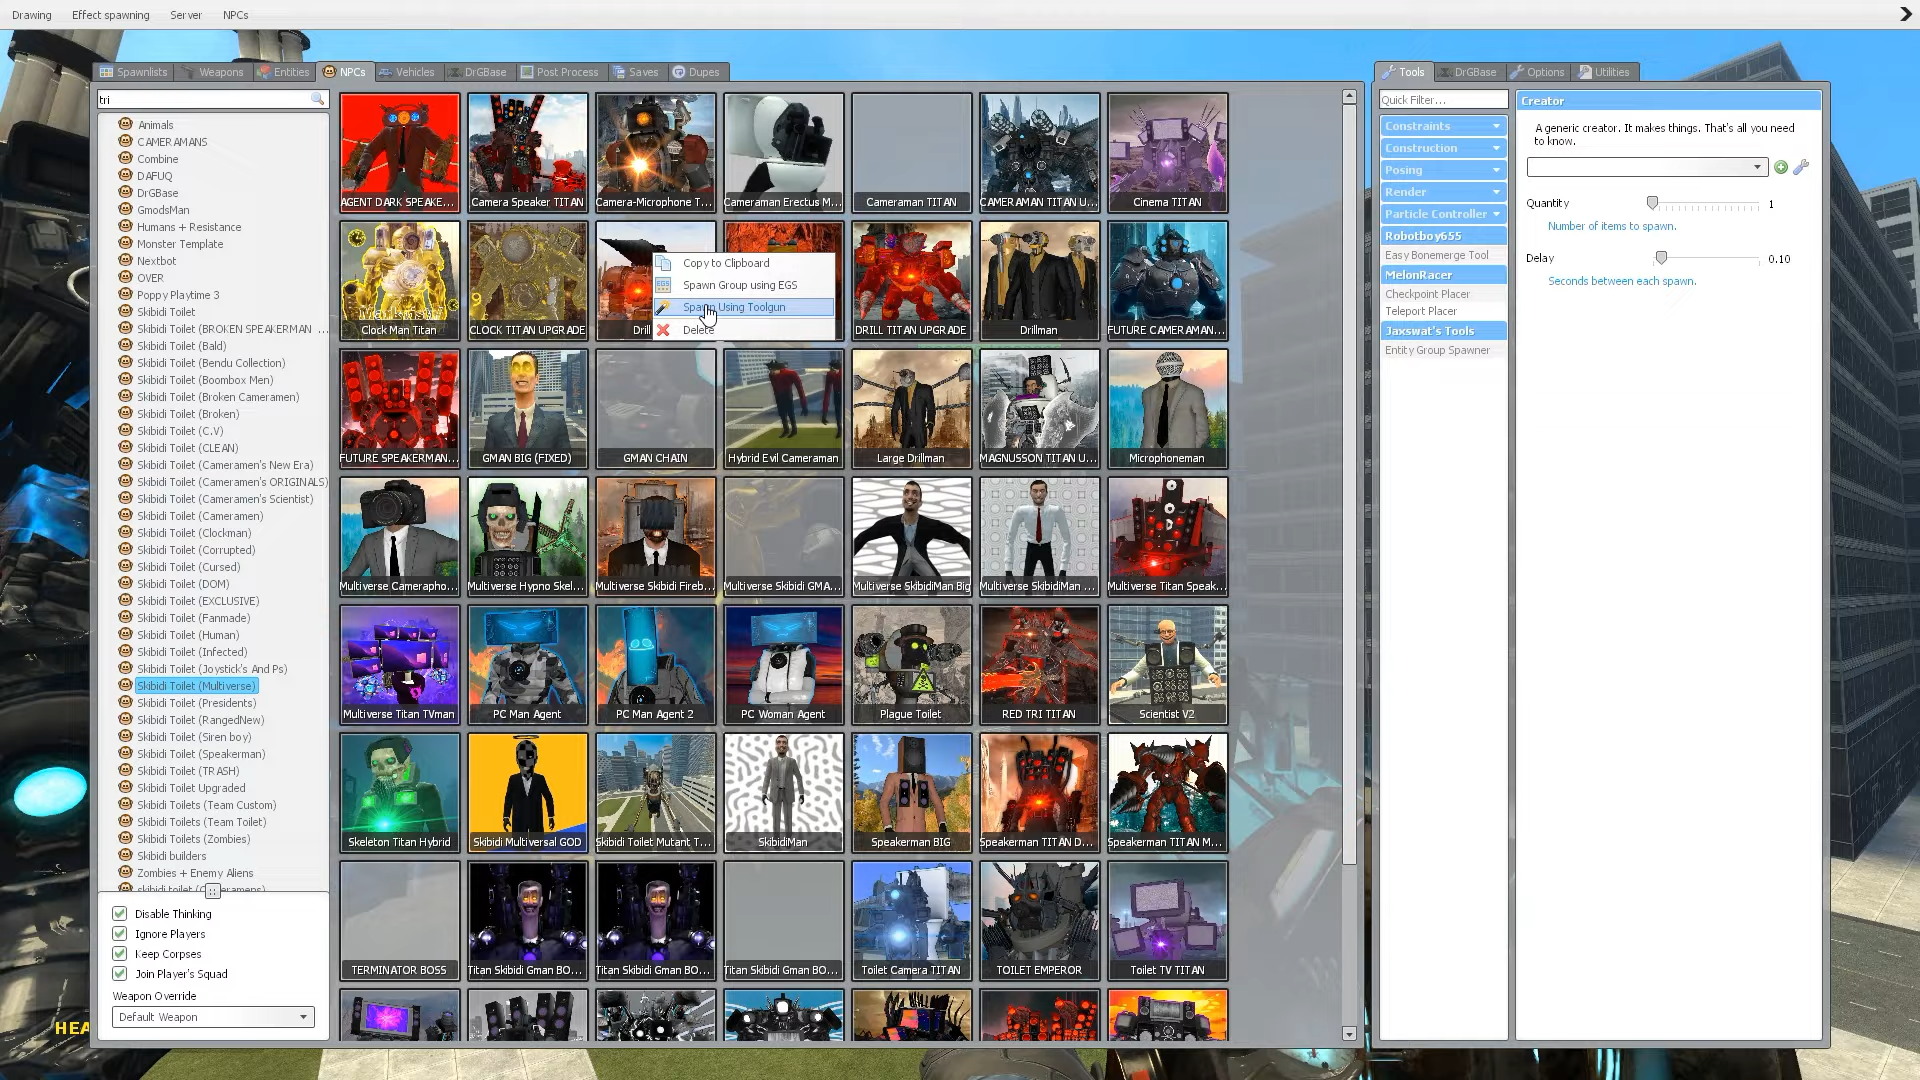 Drawing Effect spawning Server NPCs
Spawnlists Weapons Entities NPCs Vehicles DrGBase Post Process Saves Dupes
tri
Animals
CAMERAMANS
Combine
DAFUQ
DrGBase
GmodsMan
Humans + Resistance
Monster Template
Nextbot
OVER
Poppy Playtime 3
Skibidi Toilet
Skibidi Toilet (BROKEN SPEAKERMAN ...
Skibidi Toilet (Bald)
Skibidi Toilet (Bendu Collection)
Skibidi Toilet (Boombox Men)
Skibidi Toilet (Broken Cameramen)
Skibidi Toilet (Broken)
Skibidi Toilet (C.V)
Skibidi Toilet (CLEAN)
Skibidi Toilet (Cameramen's New Era)
Skibidi Toilet (Cameramen's ORIGINALS)
Skibidi Toilet (Cameramen's Scientist)
Skibidi Toilet (Cameramen)
Skibidi Toilet (Clockman)
Skibidi Toilet (Corrupted)
Skibidi Toilet (Cursed)
Skibidi Toilet (DOM)
Skibidi Toilet (EXCLUSIVE)
Skibidi Toilet (Fanmade)
Skibidi Toilet (Human)
Skibidi Toilet (Infected)
Skibidi Toilet (Joystick's And Ps)
Skibidi Toilet (Multiverse)
Skibidi Toilet (Presidents)
Skibidi Toilet (RangedNew)
Skibidi Toilet (Siren boy)
Skibidi Toilet (Speakerman)
Skibidi Toilet (TRASH)
Skibidi Toilet Upgraded
Skibidi Toilets (Team Custom)
Skibidi Toilets (Team Toilet)
Skibidi Toilets (Zombies)
Skibidi builders
Zombies + Enemy Aliens
Disable Thinking
Ignore Players
Keep Corpses
Join Player's Squad
Weapon Override
Default Weapon
HEA
AGENT DARK SPEAKE... Camera Speaker TITAN Camera-Microphone T... Cameraman Erectus M... Cameraman TITAN CAMERAMAN TITAN U... Cinema TITAN
Clock Man Titan CLOCK TITAN UPGRADE Drill DRILL TITAN UPGRADE Drillman FUTURE CAMERAMAN...
Copy to Clipboard
Spawn Group using EGS
Spawn Using Toolgun
Delete
FUTURE SPEAKERMAN... GMAN BIG (FIXED) GMAN CHAIN Hybrid Evil Cameraman Large Drillman MAGNUSSON TITAN U... Microphoneman
Multiverse Camerapho... Multiverse Hypno Skel... Multiverse Skibidi Fireb... Multiverse Skibidi GMA... Multiverse SkibidiMan Big Multiverse SkibidiMan ... Multiverse Titan Speak...
Multiverse Titan TVman PC Man Agent PC Man Agent 2 PC Woman Agent Plague Toilet RED TRI TITAN Scientist V2
Skeleton Titan Hybrid Skibidi Multiversal GOD Skibidi Toilet Mutant T... SkibidiMan Speakerman BIG Speakerman TITAN D... Speakerman TITAN M...
TERMINATOR BOSS Titan Skibidi Gman BO... Titan Skibidi Gman BO... Titan Skibidi Gman BO... Toilet Camera TITAN TOILET EMPEROR Toilet TV TITAN
Tools DrGBase Options Utilities
Quick Filter...
Constraints
Construction
Posing
Render
Particle Controller
Robotboy655
Easy Bonemerge Tool
MelonRacer
Checkpoint Placer
Teleport Placer
Jaxswat's Tools
Entity Group Spawner
Creator
A generic creator. It makes things. That's all you need
to know.
Quantity 1
Number of items to spawn.
Delay 0.10
Seconds between each spawn.